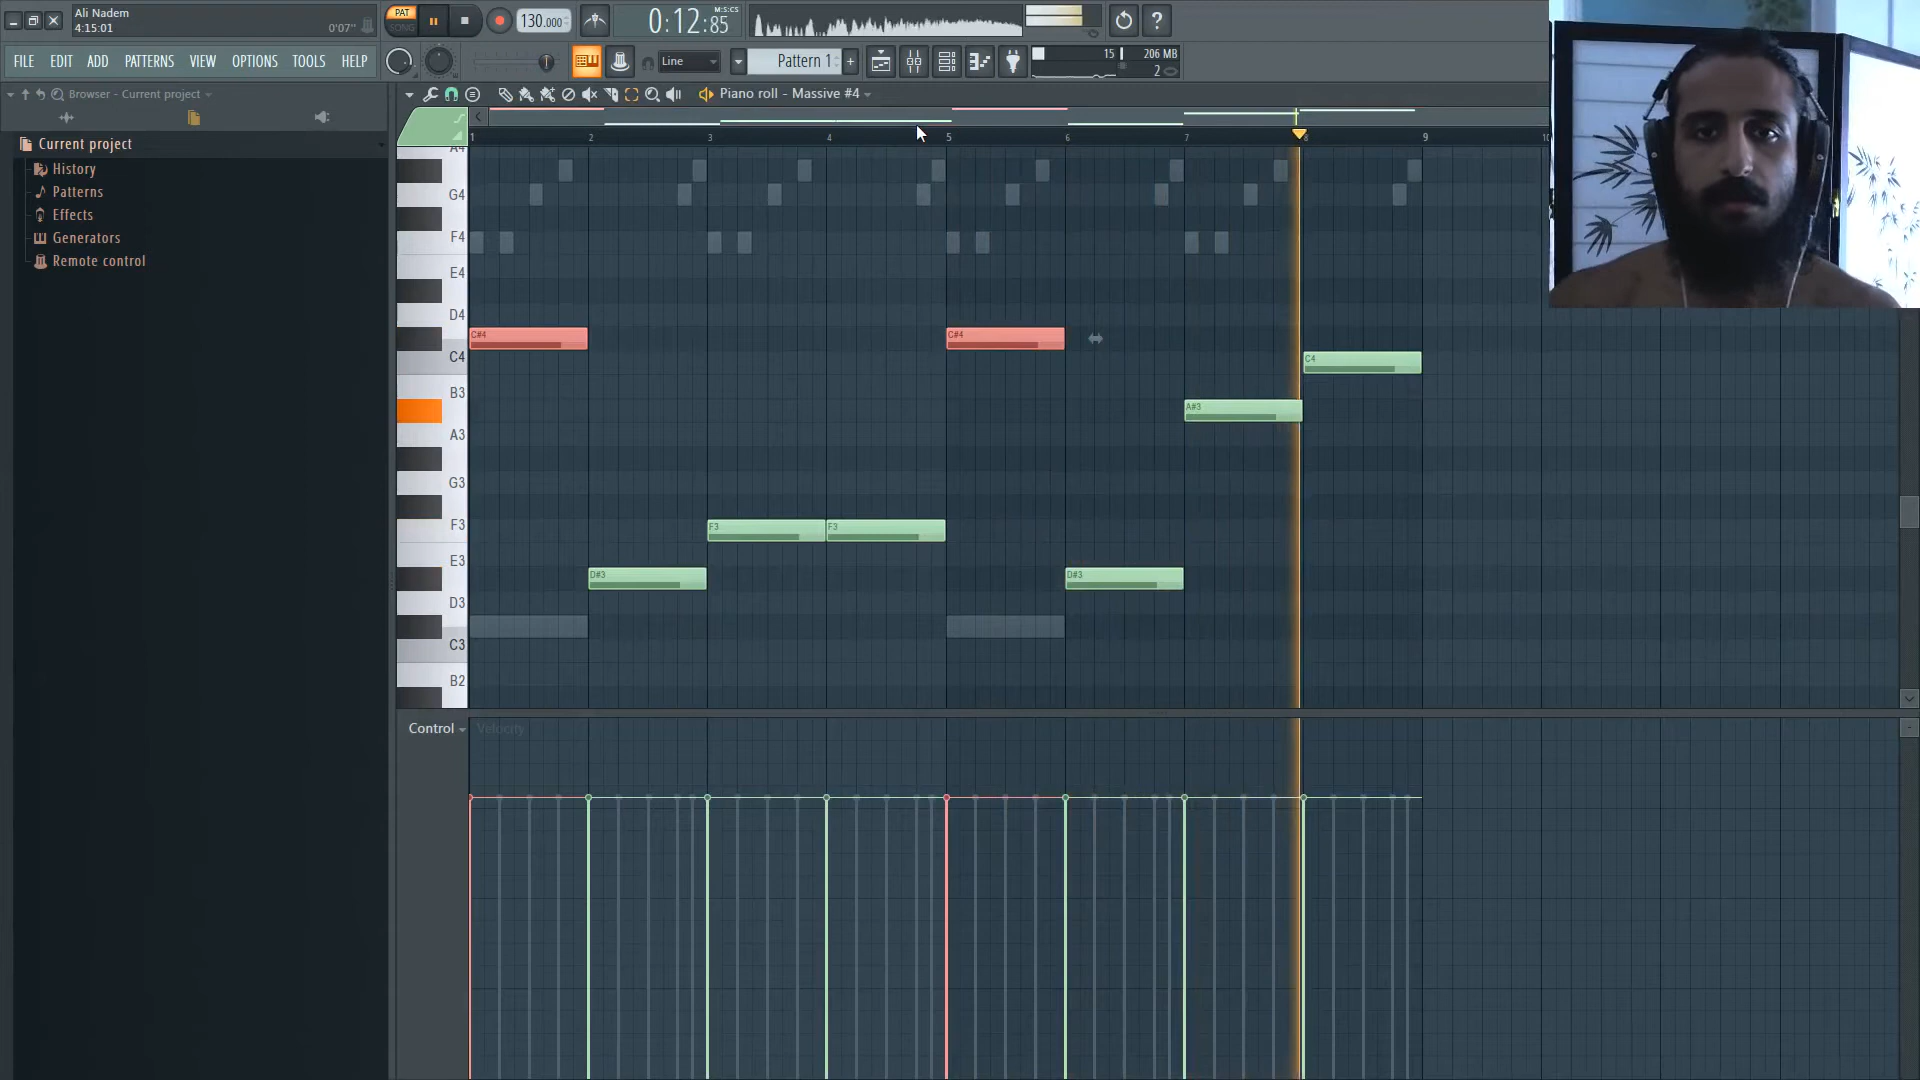 Ali Nadem
4:15:01
0'07"
PAT
SONG
130.000
0:12:85
M:S:CS
FILE EDIT ADD PATTERNS VIEW OPTIONS TOOLS HELP
Line
Pattern 1
+
15
206 MB
2
?
Browser - Current project
Piano roll - Massive #4
Current project
History
Patterns
Effects
Generators
Remote control
1 2 3 4 5 6 7 8 9 10
A4
G4
F4
E4
D4
C4
B3
A3
G3
F3
E3
D3
C3
B2
C#4
C#4
C4
A#3
F3
F3
D#3
D#3
Control
Velocity